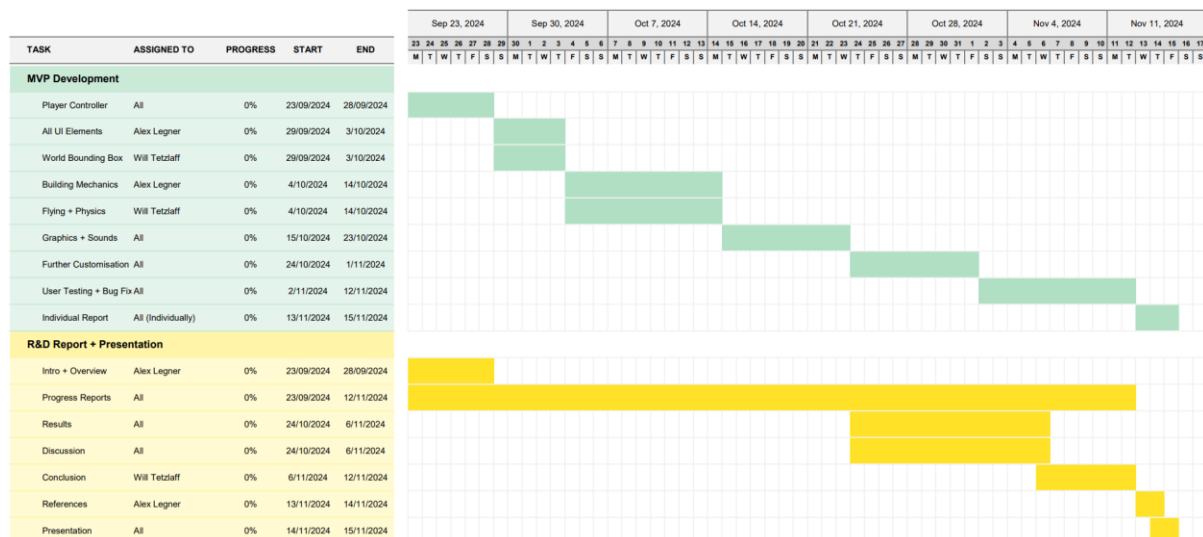 Sep 23, 2024 Sep 30, 2024 Oct 7, 2024 Oct 14, 2024 Oct 21, 2024 Oct 28, 2024 Nov 4, 2024 Nov 11, 2024
23 24 25 26 27 28 29 30 1 2 3 4 5 6 7 8 9 10 11 12 13 14 15 16 17 18 19 20 21 22 23 24 25 26 27 28 29 30 31 1 2 3 4 5 6 7 8 9 10 11 12 13 14 15 16 17
TASK ASSIGNED TO PROGRESS START END
M T W T F S S M T W T F S S M T W T F S S M T W T F S S M T W T F S S M T W T F S S M T W T F S S M T W T F S S
MVP Development
Player Controller All 0% 23/09/2024 28/09/2024
All UI Elements Alex Legner 0% 29/09/2024 3/10/2024
World Bounding Box Will Tetzlaff 0% 29/09/2024 3/10/2024
Building Mechanics Alex Legner 0% 4/10/2024 14/10/2024
Flying + Physics Will Tetzlaff 0% 4/10/2024 14/10/2024
Graphics + Sounds All 0% 15/10/2024 23/10/2024
Further Customisation All 0% 24/10/2024 1/11/2024
User Testing + Bug Fix All 0% 2/11/2024 12/11/2024
Individual Report All (Individually) 0% 13/11/2024 15/11/2024
R&D Report + Presentation
Intro + Overview Alex Legner 0% 23/09/2024 28/09/2024
Progress Reports All 0% 23/09/2024 12/11/2024
Results All 0% 24/10/2024 6/11/2024
Discussion All 0% 24/10/2024 6/11/2024
Conclusion Will Tetzlaff 0% 6/11/2024 12/11/2024
References Alex Legner 0% 13/11/2024 14/11/2024
Presentation All 0% 14/11/2024 15/11/2024